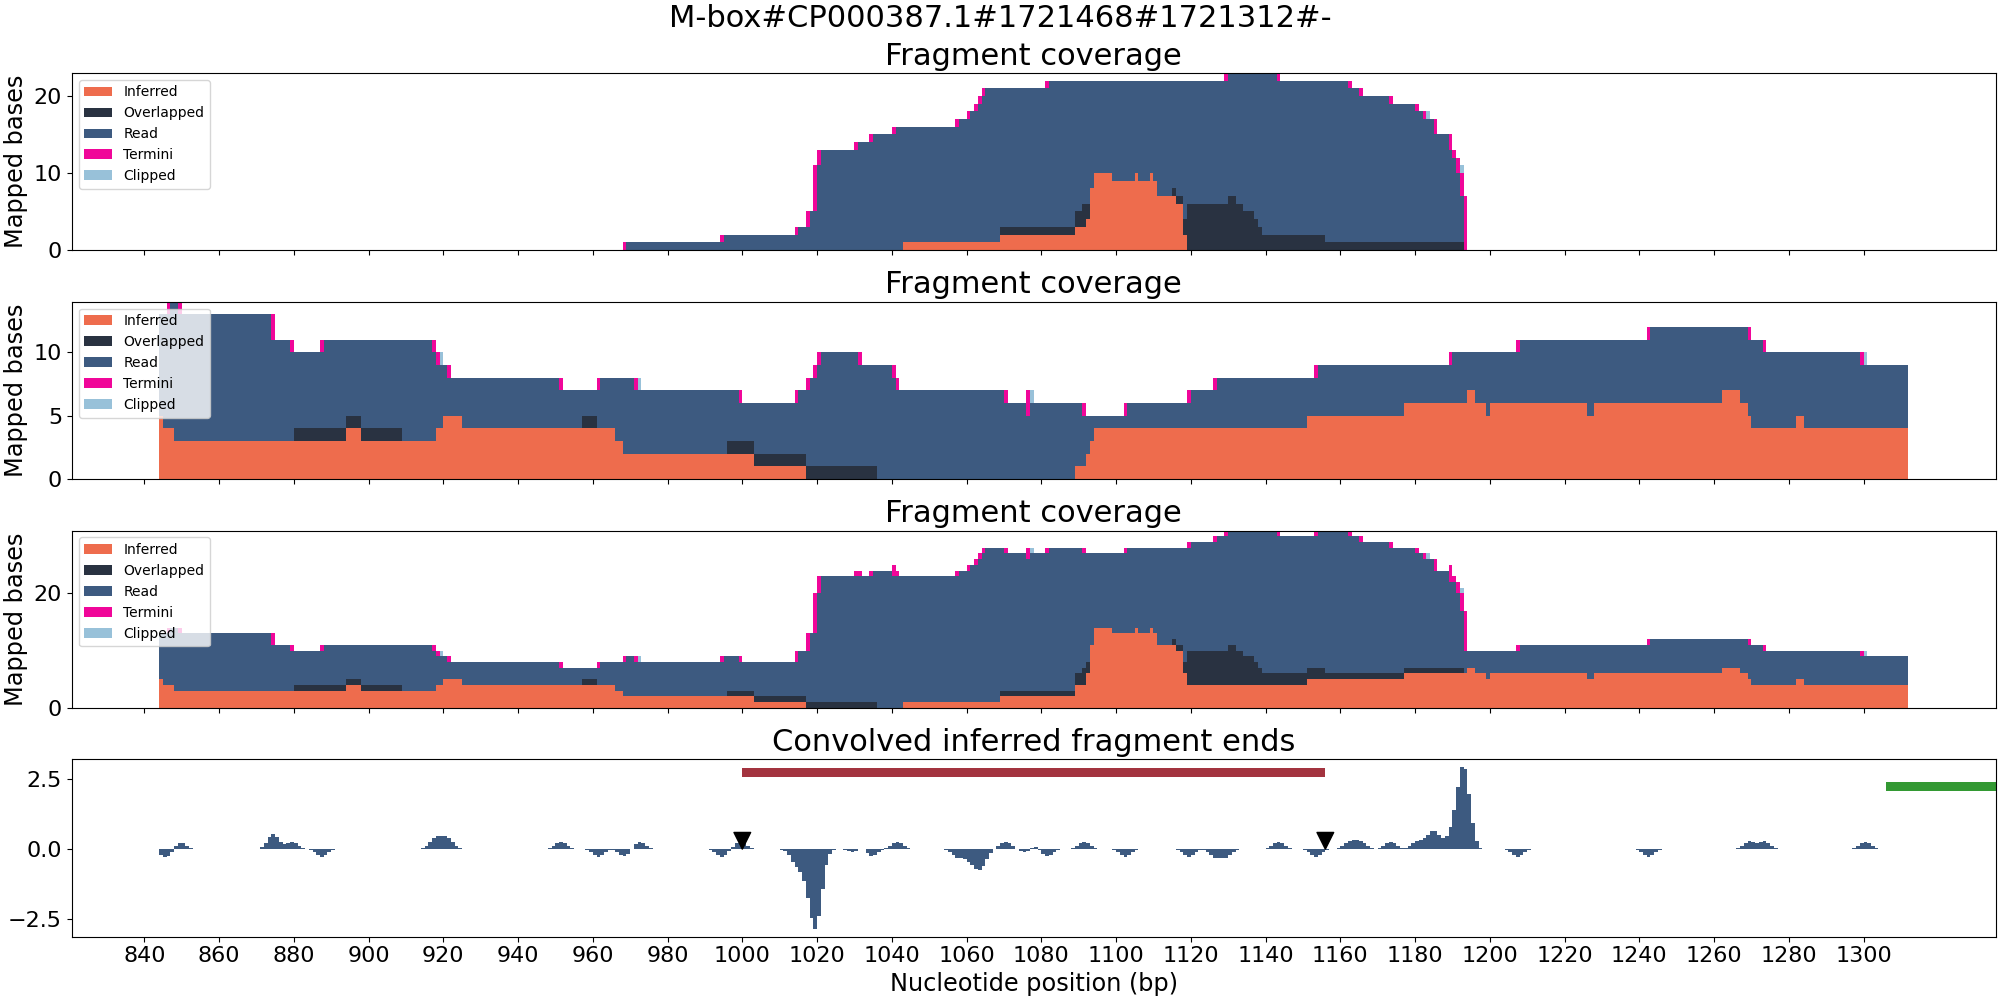 M-box#CP000387.1#1721468#1721312#-
Fragment coverage
Mapped bases
20
10
0
Inferred
Overlapped
Read
Termini
Clipped
Fragment coverage
Mapped bases
10
5
0
Inferred
Overlapped
Read
Termini
Clipped
Fragment coverage
Mapped bases
20
0
Inferred
Overlapped
Read
Termini
Clipped
Convolved inferred fragment ends
2.5
0.0
−2.5
840 860 880 900 920 940 960 980 1000 1020 1040 1060 1080 1100 1120 1140 1160 1180 1200 1220 1240 1260 1280 1300
Nucleotide position (bp)